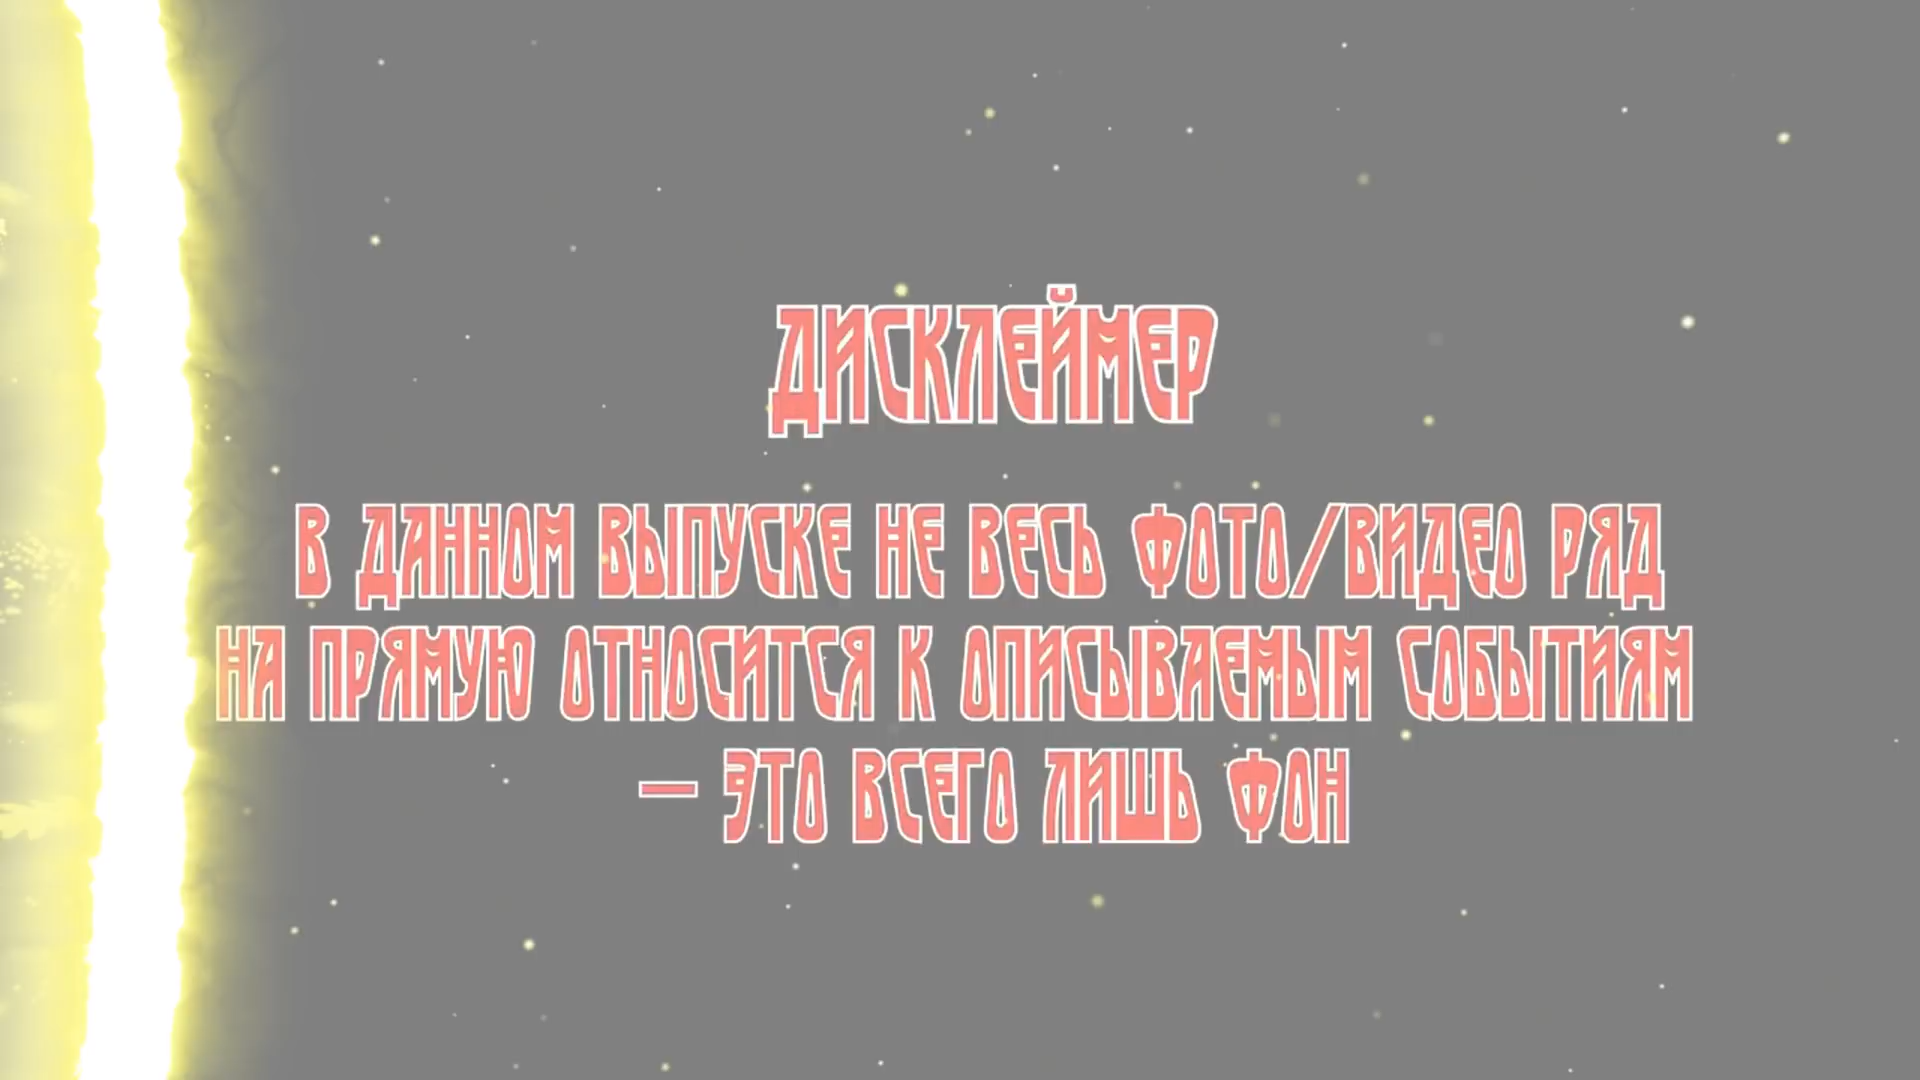 ДИСКЛЕЙМЕР
В ДАННОМ ВЫПУСКЕ НЕ ВЕСЬ ФОТО/ВИДЕО РЯД
НА ПРЯМУЮ ОТНОСИТСЯ К ОПИСЫВАЕМЫМ СОБЫТИЯМ
— ЭТО ВСЕГО ЛИШЬ ФОН